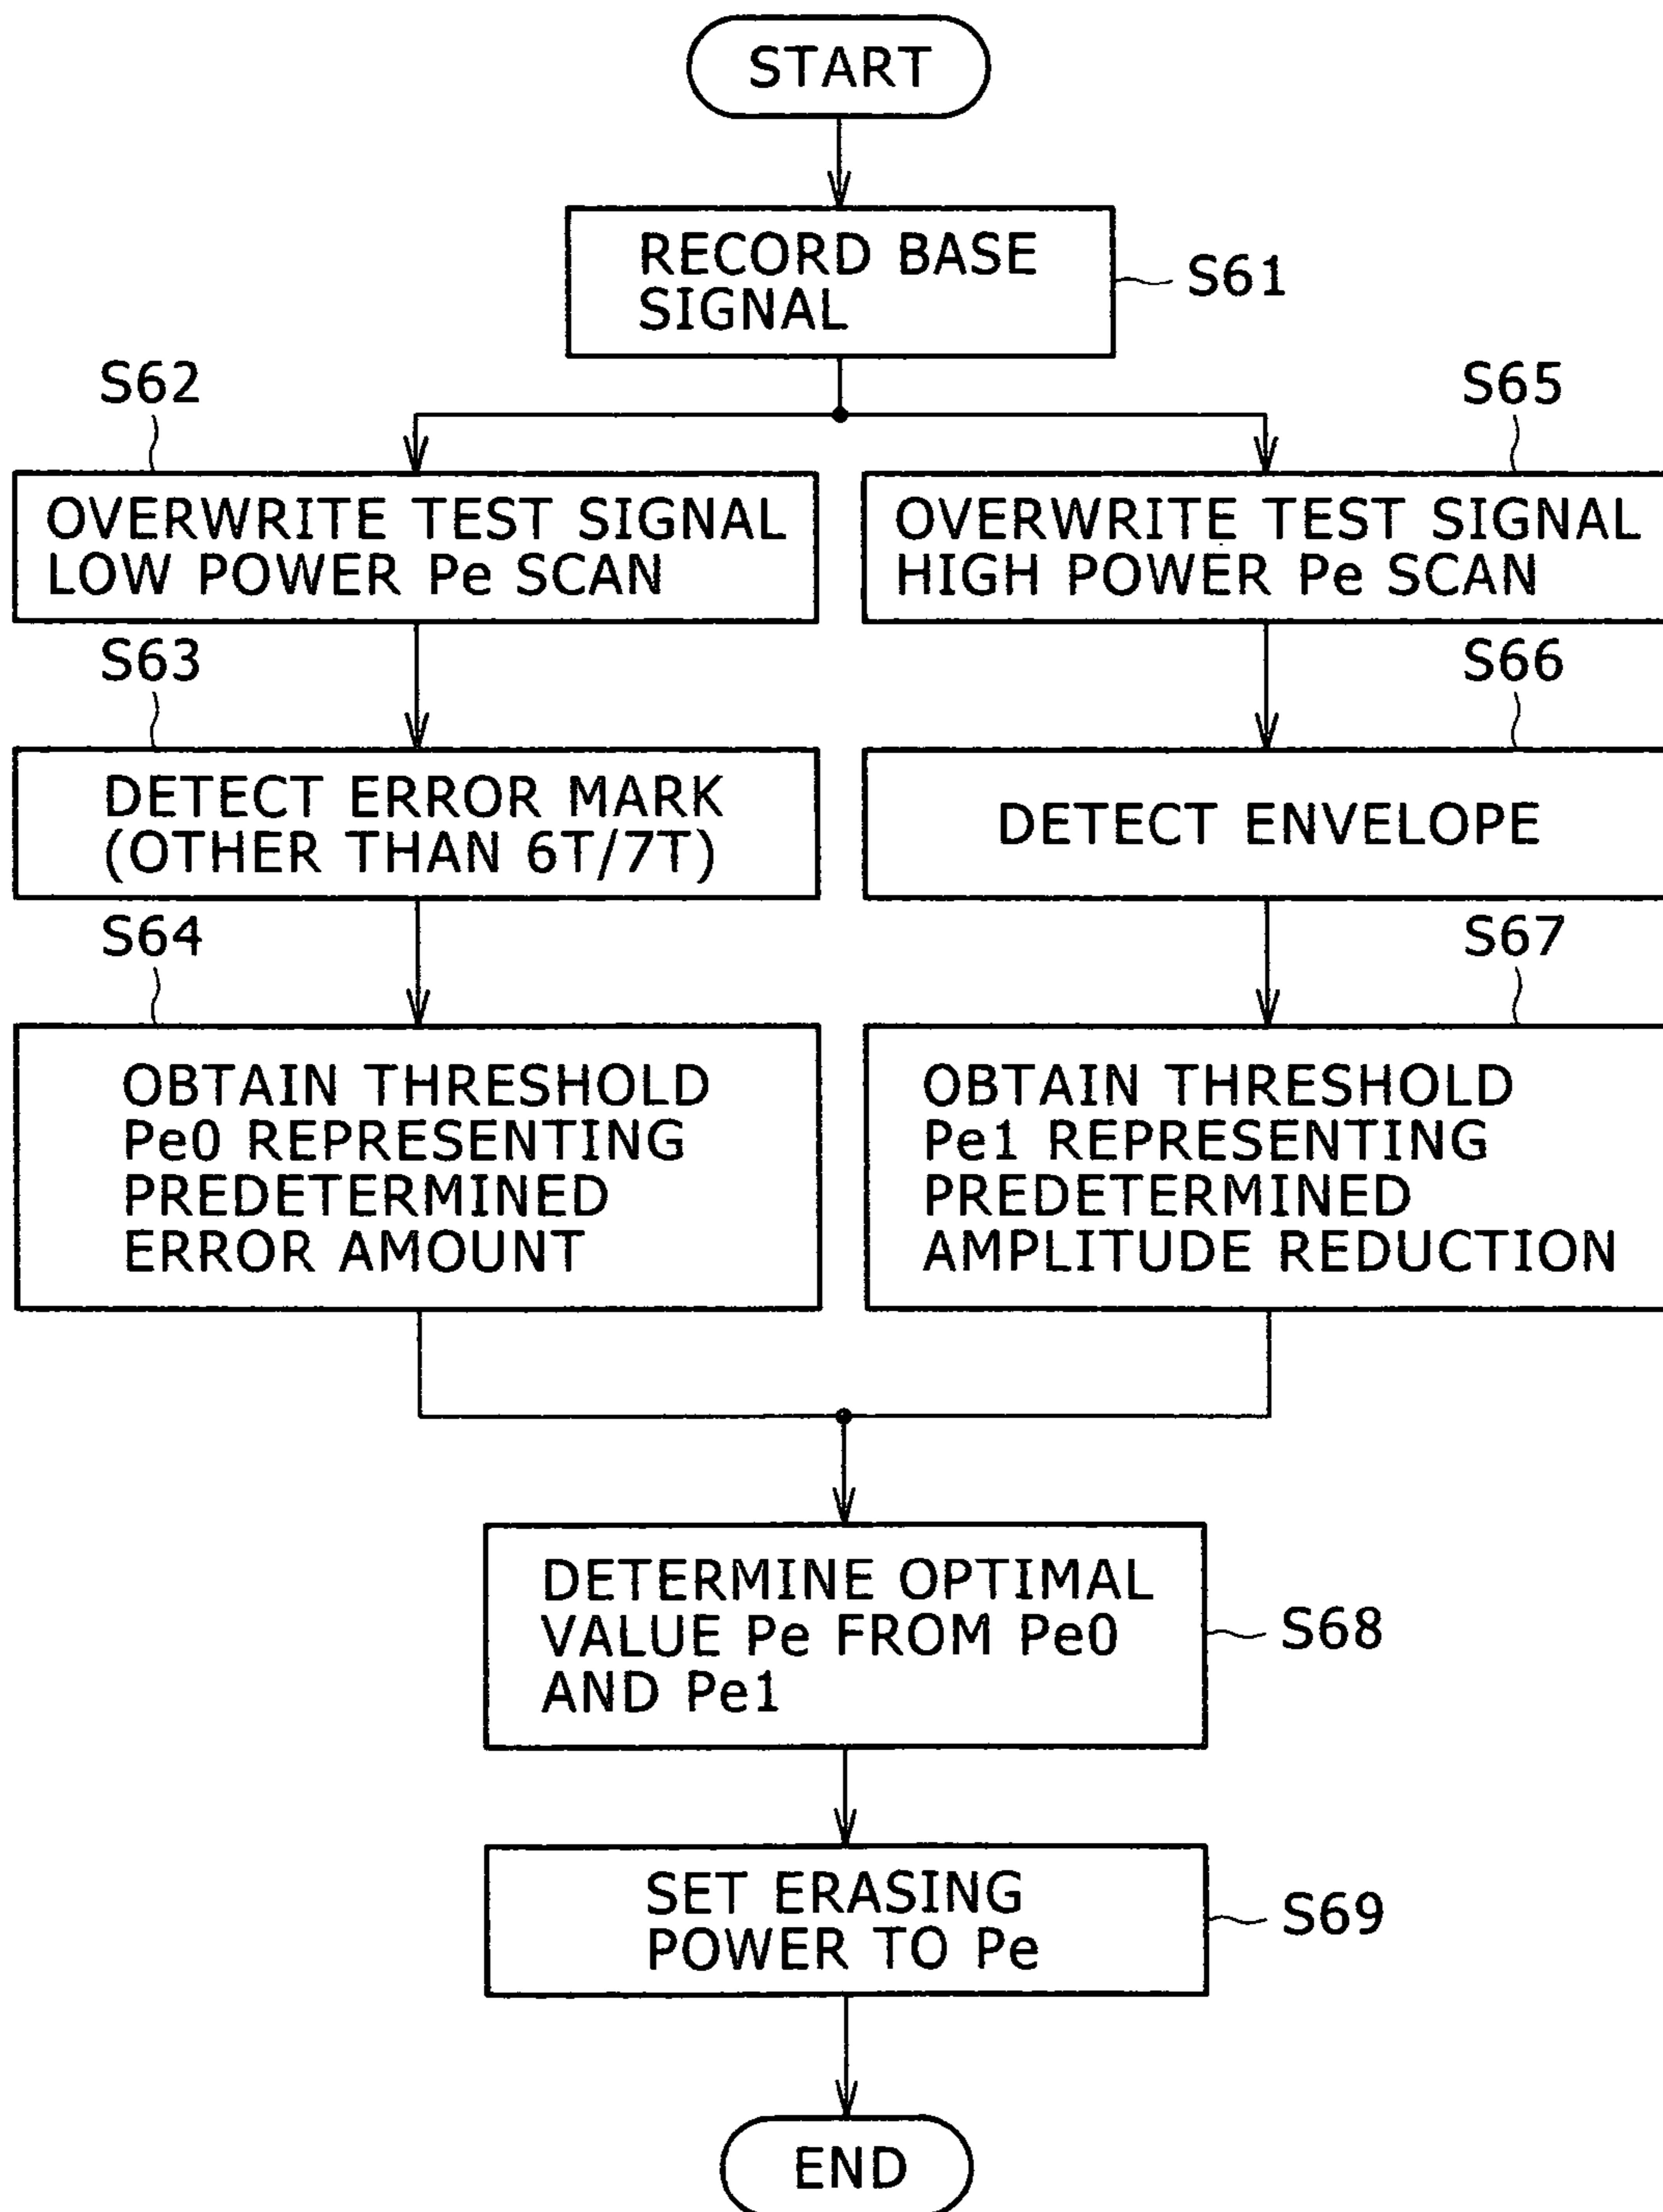 START
RECORD BASE
SIGNAL
S61
S62
OVERWRITE TEST SIGNAL
LOW POWER Pe SCAN
S63
DETECT ERROR MARK
(OTHER THAN 6T/7T)
S64
OBTAIN THRESHOLD
Pe0 REPRESENTING
PREDETERMINED
ERROR AMOUNT
S65
OVERWRITE TEST SIGNAL
HIGH POWER Pe SCAN
S66
DETECT ENVELOPE
S67
OBTAIN THRESHOLD
Pe1 REPRESENTING
PREDETERMINED
AMPLITUDE REDUCTION
DETERMINE OPTIMAL
VALUE Pe FROM Pe0
AND Pe1
S68
SET ERASING
POWER TO Pe
S69
END